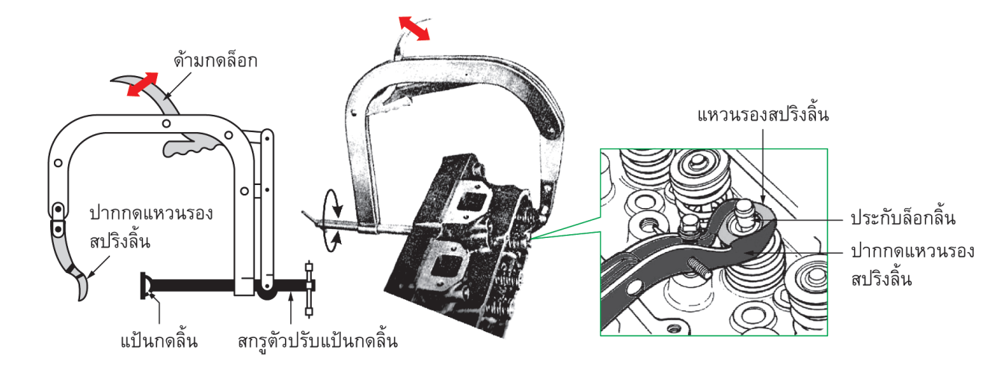 ด้ามกดล็อก
ปากกดแหวนรอง
สปริงลิ้น
แป้นกดลิ้น
สกรูตัวปรับแป้นกดลิ้น
แหวนรองสปริงลิ้น
ประกับล็อกลิ้น
ปากกดแหวนรอง
สปริงลิ้น